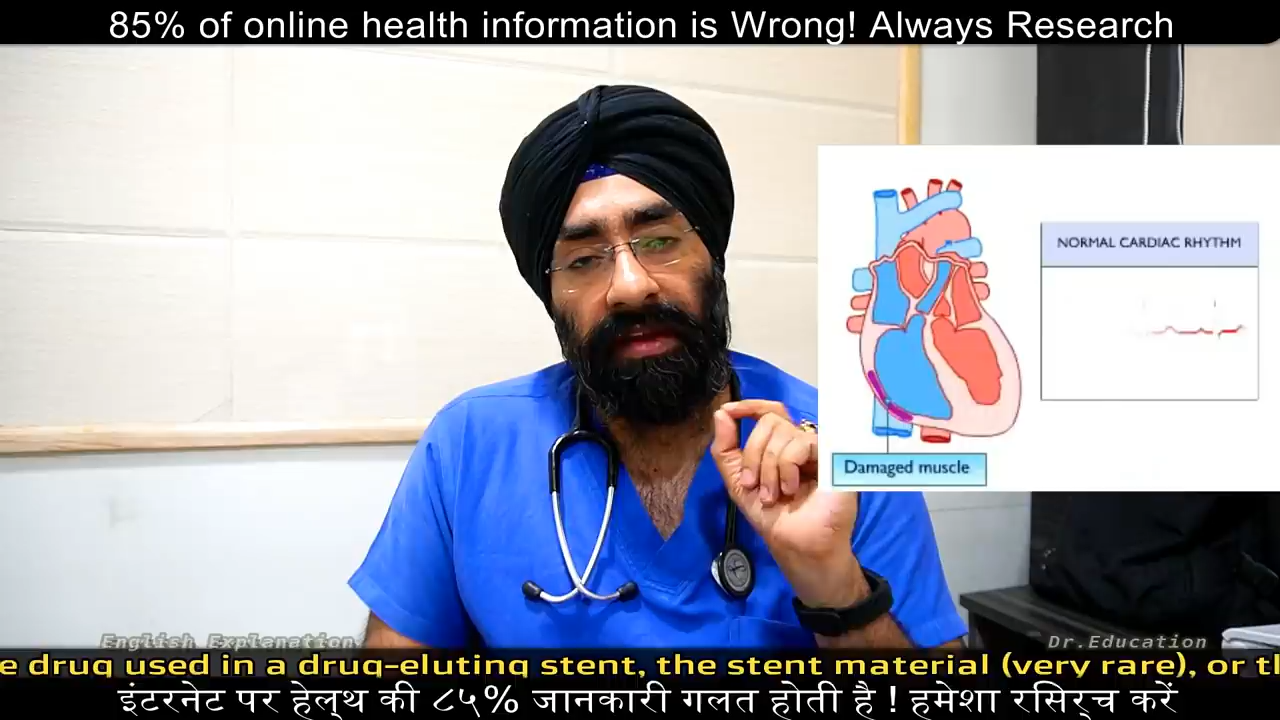 85% of online health information is Wrong! Always Research
NORMAL CARDIAC RHYTHM
Damaged muscle
English Explanation
Dr.Education
e drug used in a drug-eluting stent, the stent material (very rare), or th
इंटरनेट पर हेल्थ की ८५% जानकारी गलत होती है ! हमेशा रसिर्च करें